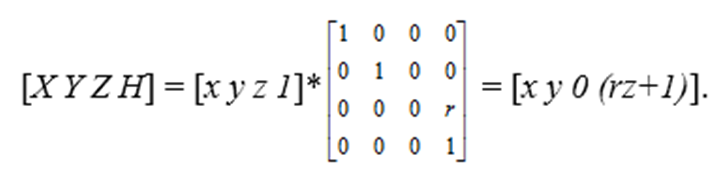 [X Y Z H] = [x y z 1]* ⎡1 0 0 0⎤
⎢0 1 0 0⎥
⎢0 0 0 r⎥
⎣0 0 0 1⎦ = [x y 0 (rz+1)].